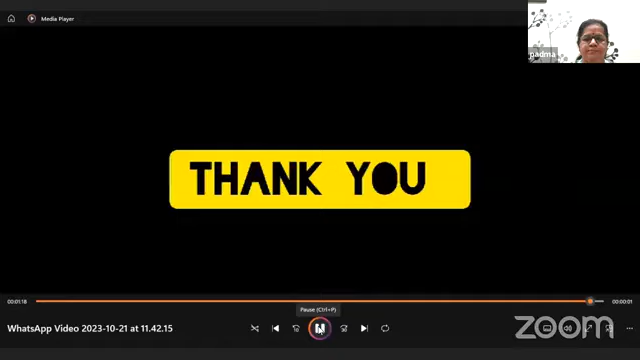 Media Player
padma
THANK YOU
00:01:18
00:00:01
Pause (Ctrl+P)
WhatsApp Video 2023-10-21 at 11.42.15
zoom